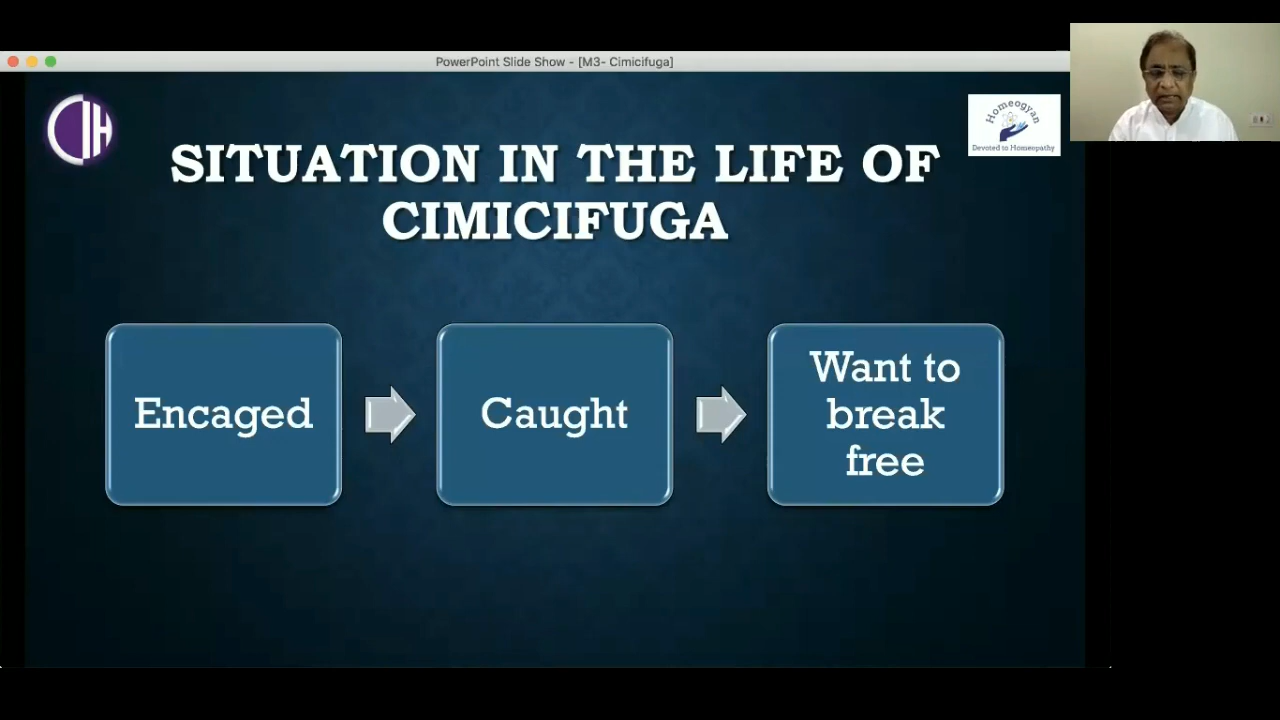 PowerPoint Slide Show - [M3- Cimicifuga]
CIH
Homeogyan
Devoted to Homeopathy
SITUATION IN THE LIFE OF
CIMICIFUGA
Encaged
Caught
Want to
break
free